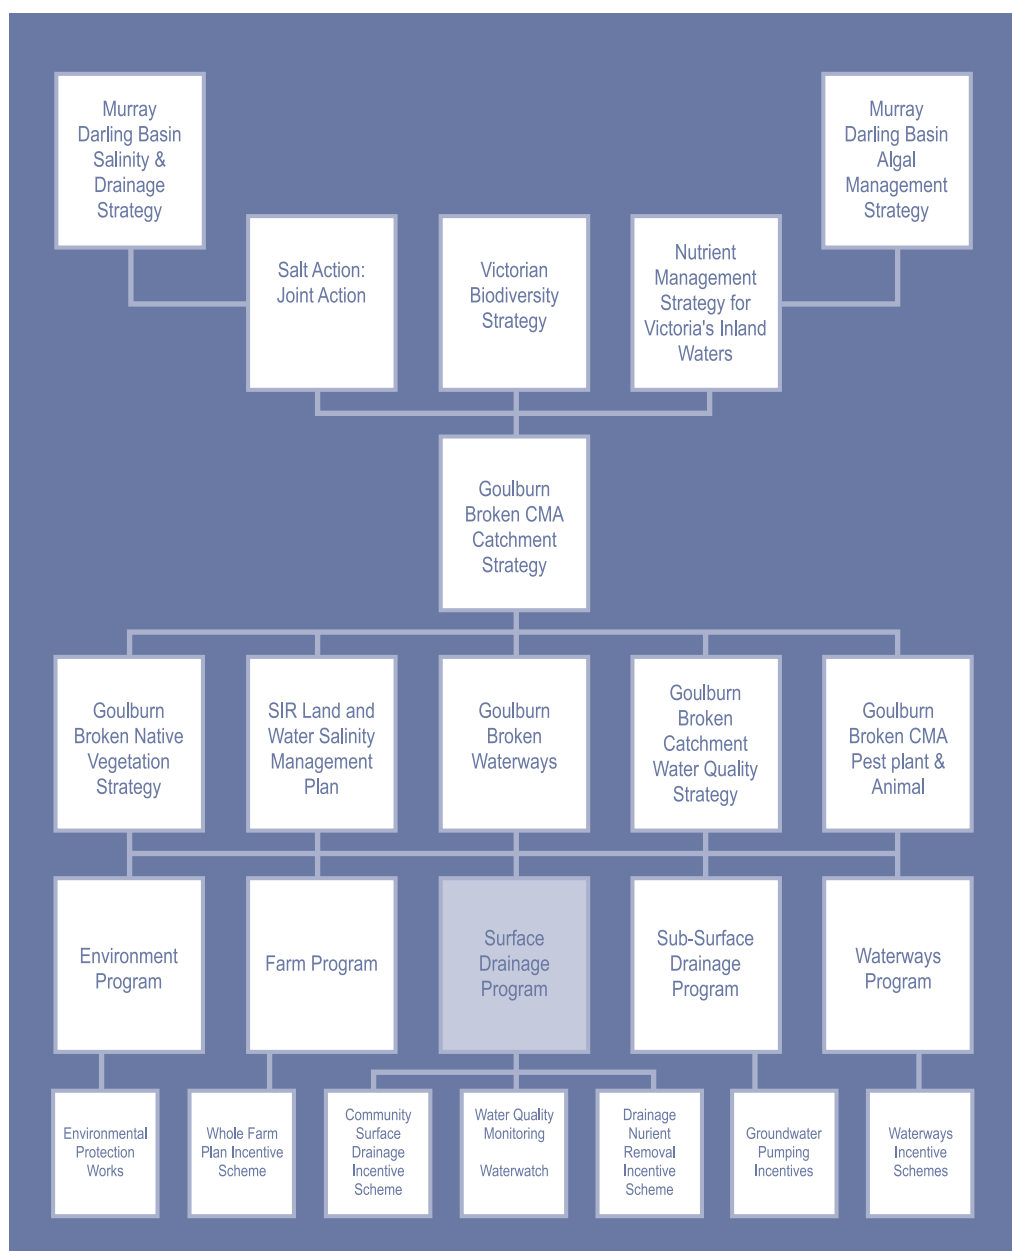 Murray
Darling Basin
Salinity &
Drainage
Strategy
Murray
Darling Basin
Algal
Management
Strategy
Salt Action:
Joint Action
Victorian
Biodiversity
Strategy
Nutrient
Management
Strategy for
Victoria's Inland
Waters
Goulburn
Broken CMA
Catchment
Strategy
Goulburn
Broken Native
Vegetation
Strategy
SIR Land and
Water Salinity
Management
Plan
Goulburn
Broken
Waterways
Goulburn
Broken
Catchment
Water Quality
Strategy
Goulburn
Broken CMA
Pest plant &
Animal
Environment
Program
Farm Program
Surface
Drainage
Program
Sub-Surface
Drainage
Program
Waterways
Program
Environmental
Protection
Works
Whole Farm
Plan Incentive
Scheme
Community
Surface
Drainage
Incentive
Scheme
Water Quality
Monitoring
Waterwatch
Drainage
Nurient
Removal
Incentive
Scheme
Groundwater
Pumping
Incentives
Waterways
Incentive
Schemes